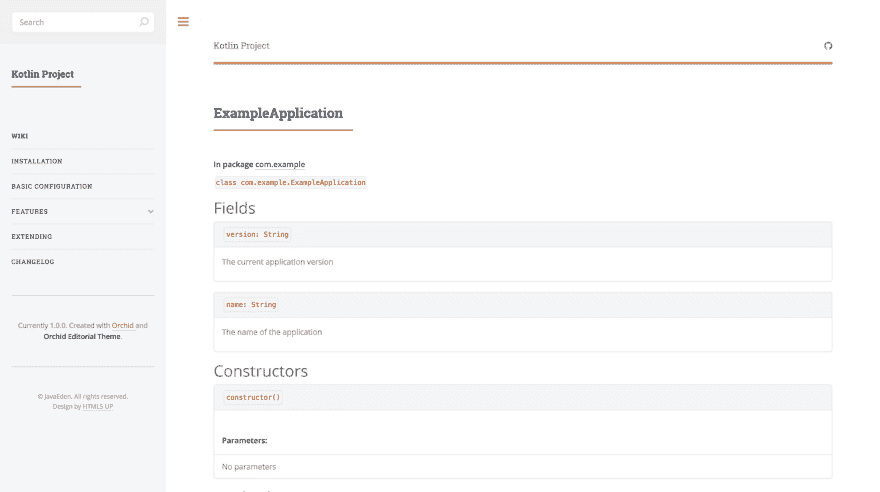 Search
Kotlin Project
WIKI
INSTALLATION
BASIC CONFIGURATION
FEATURES
EXTENDING
CHANGELOG
Currently 1.0.0. Created with Orchid and
Orchid Editorial Theme.
© JavaEden. All rights reserved.
Design by HTML5 UP
Kotlin Project
ExampleApplication
In package com.example
class com.example.ExampleApplication
Fields
version: String
The current application version
name: String
The name of the application
Constructors
constructor()
Parameters:
No parameters